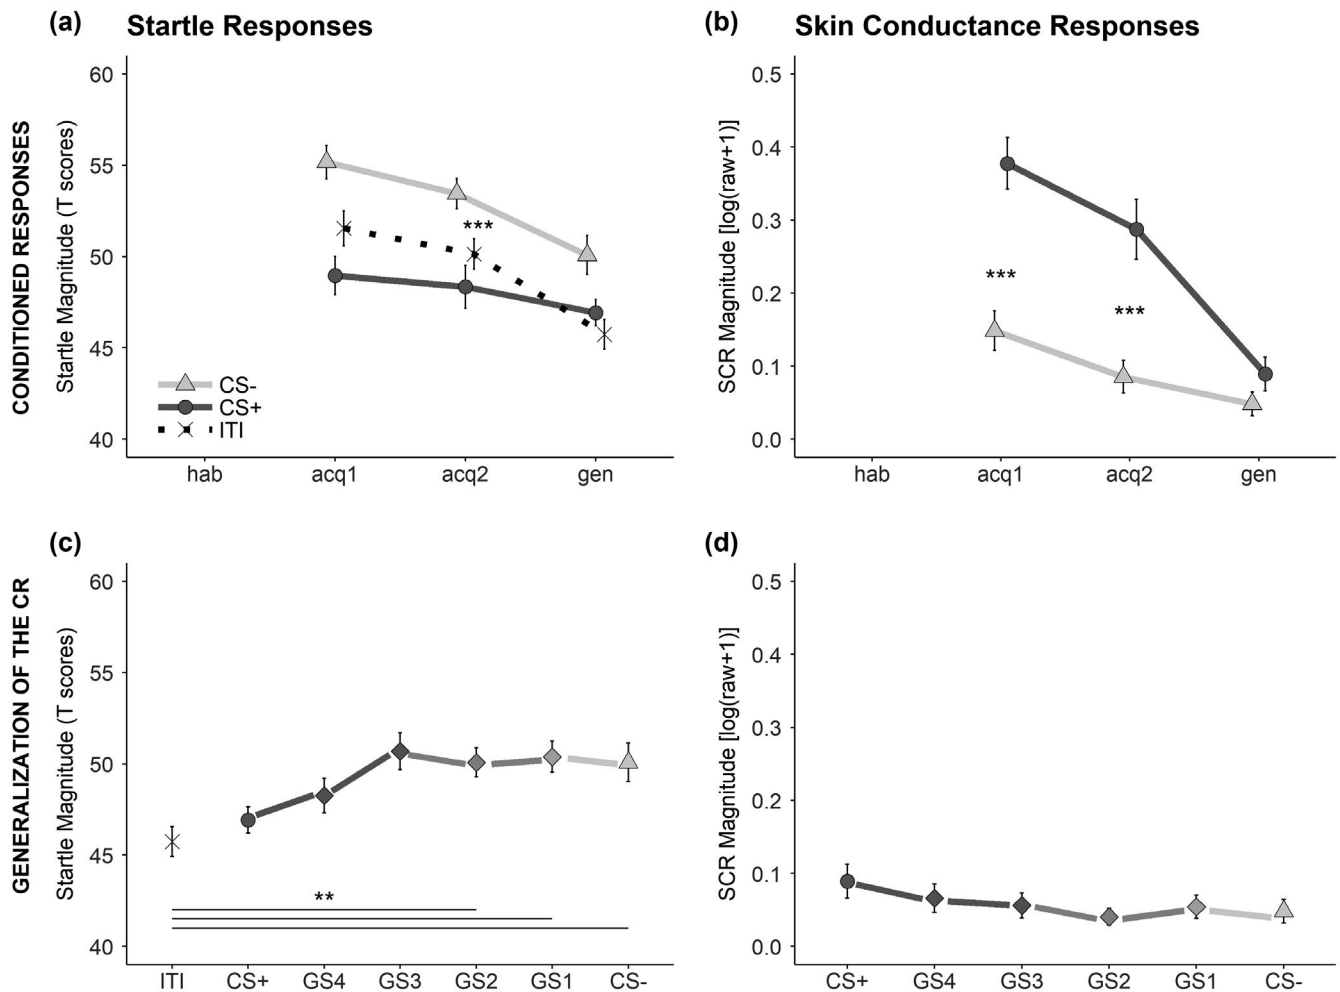 (a) Startle Responses
(b) Skin Conductance Responses
CONDITIONED RESPONSES
Startle Magnitude (T scores)
60
55
50
45
40
***
CS-
CS+
ITI
hab acq1 acq2 gen
SCR Magnitude [log(raw+1)]
0.5
0.4
0.3
0.2
0.1
0.0
***
***
hab acq1 acq2 gen
(c)
(d)
GENERALIZATION OF THE CR
Startle Magnitude (T scores)
60
55
50
45
40
**
ITI CS+ GS4 GS3 GS2 GS1 CS-
SCR Magnitude [log(raw+1)]
0.5
0.4
0.3
0.2
0.1
0.0
CS+ GS4 GS3 GS2 GS1 CS-